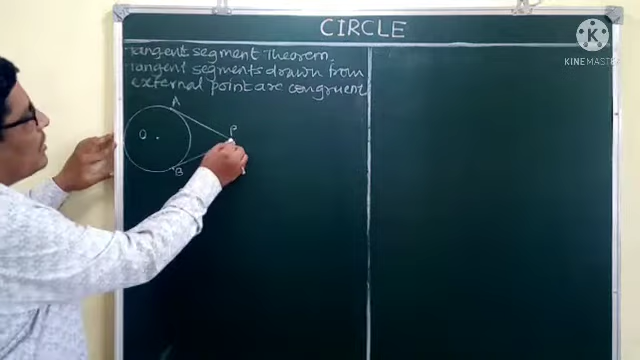 CIRCLE
Tangent segment Theorem.
Tangent segments drawn from
external point are congruent
A
O
P
B
K
KINEMASTER